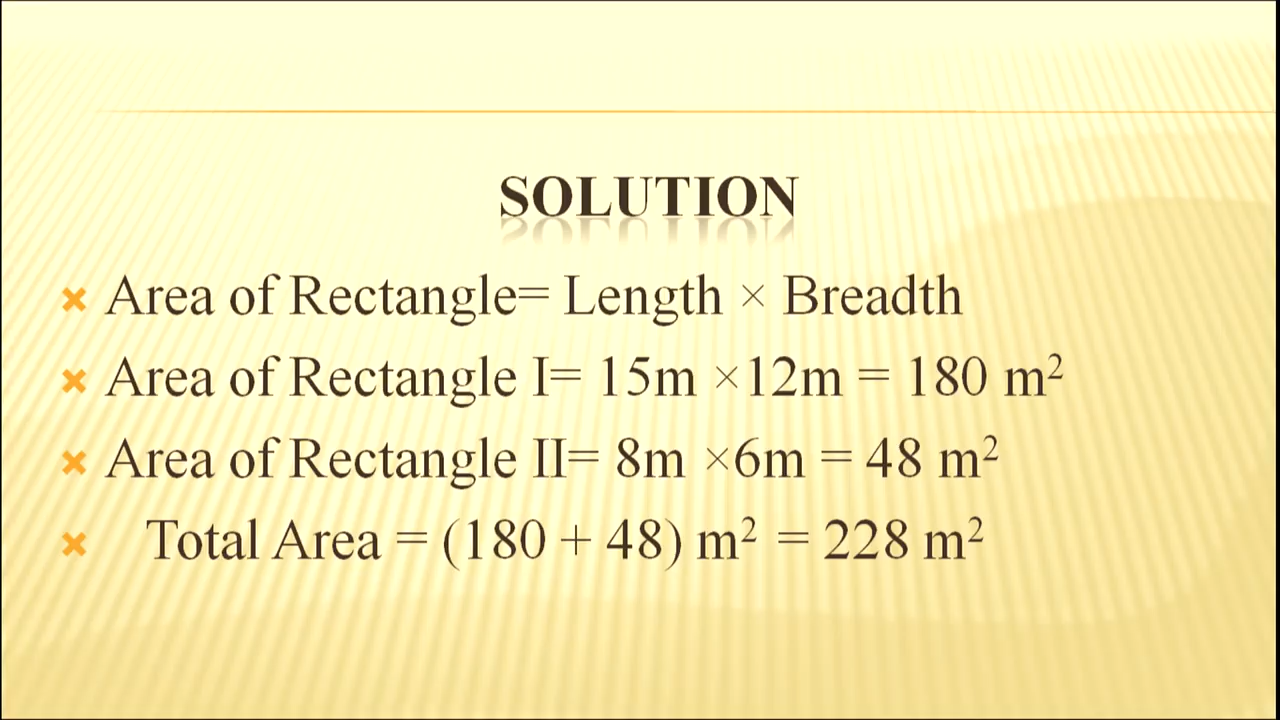 SOLUTION
Area of Rectangle= Length × Breadth
Area of Rectangle I= 15m ×12m = 180 m²
Area of Rectangle II= 8m ×6m = 48 m²
Total Area = (180 + 48) m² = 228 m²